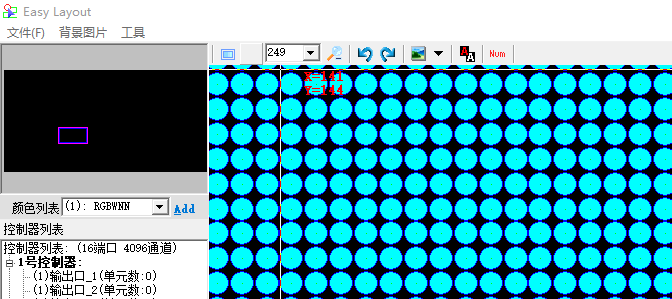 Easy Layout
文件(F) 背景图片 工具
249 Num
X=141
Y=144
颜色列表 (1): RGBWNN Add
控制器列表
控制器列表: (16端口 4096通道)
1号控制器:
(1)输出口_1(单元数:0)
(1)输出口_2(单元数:0)